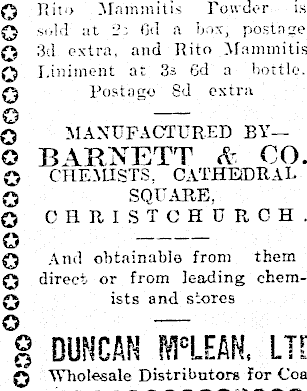 Rito Mammitis Powder is
sold at 2s 6d a box, postage
3d extra, and Rito Mammitis
Liniment at 3s 6d a bottle.
Postage 8d extra
MANUFACTURED BY—
BARNETT & CO.
CHEMISTS, CATHEDRAL
SQUARE,
CHRISTCHURCH.
And obtainable from them
direct or from leading chem-
ists and stores
DUNCAN McLEAN, LTD
Wholesale Distributors for Coa